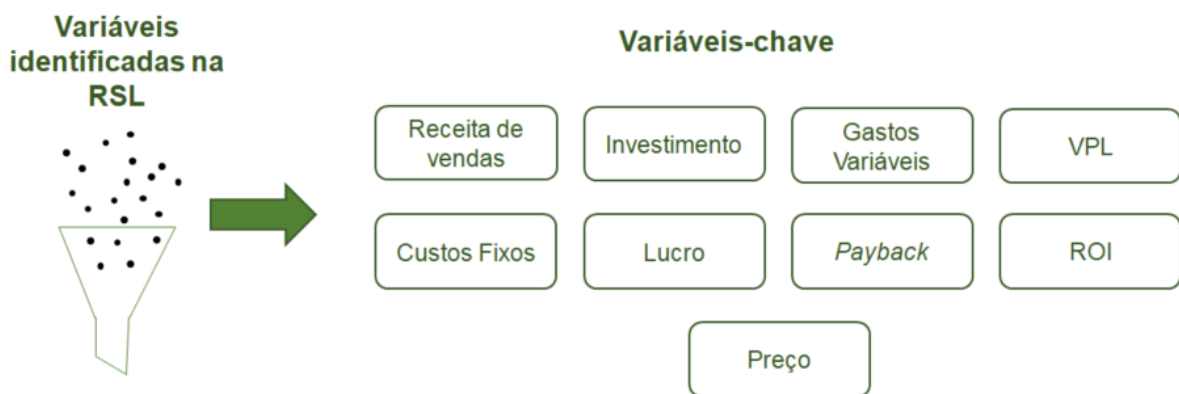 Variáveis
identificadas na
RSL
Variáveis-chave
Receita de
vendas
Investimento
Gastos
Variáveis
VPL
Custos Fixos
Lucro
Payback
ROI
Preço